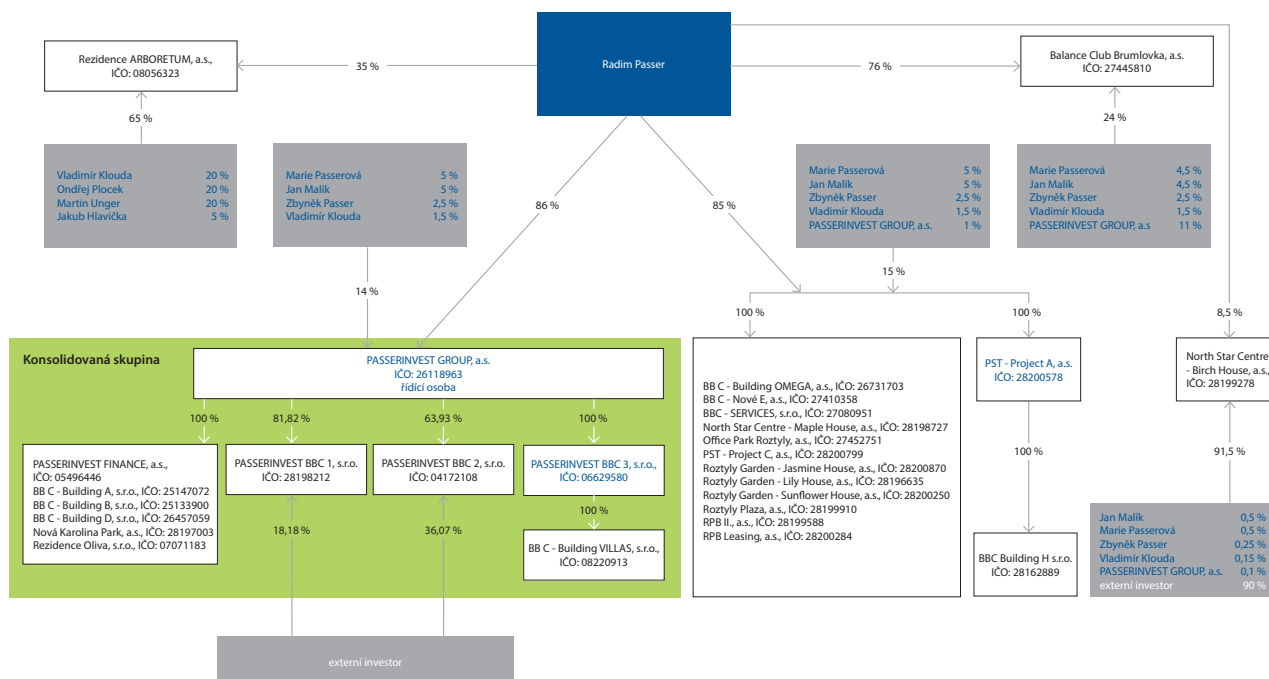 Radim Passer
Rezidence ARBORETUM, a.s.,
IČO: 08056323
35 %
76 %
Balance Club Brumlovka, a.s.
IČO: 27445810
65 %
24 %
Vladimír Klouda 20 %
Ondřej Plocek 20 %
Martin Unger 20 %
Jakub Hlavička 5 %
Marie Passerová 5 %
Jan Malík 5 %
Zbyněk Passer 2,5 %
Vladimír Klouda 1,5 %
86 %
85 %
Marie Passerová 5 %
Jan Malík 5 %
Zbyněk Passer 2,5 %
Vladimír Klouda 1,5 %
PASSERINVEST GROUP, a.s. 1 %
Marie Passerová 4,5 %
Jan Malík 4,5 %
Zbyněk Passer 2,5 %
Vladimír Klouda 1,5 %
PASSERINVEST GROUP, a.s 11 %
14 %
15 %
100 %
100 %
8,5 %
Konsolidovaná skupina
PASSERINVEST GROUP, a.s.
IČO: 26118963
řídící osoba
100 %
81,82 %
63,93 %
100 %
PASSERINVEST FINANCE, a.s.,
IČO: 05496446
BB C - Building A, s.r.o., IČO: 25147072
BB C - Building B, s.r.o., IČO: 25133900
BB C - Building D, s.r.o., IČO: 26457059
Nová Karolina Park, a.s., IČO: 28197003
Rezidence Oliva, s.r.o., IČO: 07071183
PASSERINVEST BBC 1, s.r.o.
IČO: 28198212
PASSERINVEST BBC 2, s.r.o.
IČO: 04172108
PASSERINVEST BBC 3, s.r.o.,
IČO: 06629580
100 %
BB C - Building VILLAS, s.r.o.,
IČO: 08220913
18,18 %
36,07 %
externí investor
BB C - Building OMEGA, a.s., IČO: 26731703
BB C - Nové E, a.s., IČO: 27410358
BBC - SERVICES, s.r.o., IČO: 27080951
North Star Centre - Maple House, a.s., IČO: 28198727
Office Park Roztyly, a.s., IČO: 27452751
PST - Project C, a.s., IČO: 28200799
Roztyly Garden - Jasmine House, a.s., IČO: 28200870
Roztyly Garden - Lily House, a.s., IČO: 28196635
Roztyly Garden - Sunflower House, a.s., IČO: 28200250
Roztyly Plaza, a.s., IČO: 28199910
RPB II., a.s., IČO: 28199588
RPB Leasing, a.s., IČO: 28200284
PST - Project A, a.s.
IČO: 28200578
100 %
BBC Building H s.r.o.
IČO: 28162889
North Star Centre
- Birch House, a.s.,
IČO: 28199278
91,5 %
Jan Malík 0,5 %
Marie Passerová 0,5 %
Zbyněk Passer 0,25 %
Vladimír Klouda 0,15 %
PASSERINVEST GROUP, a.s. 0,1 %
externí investor 90 %